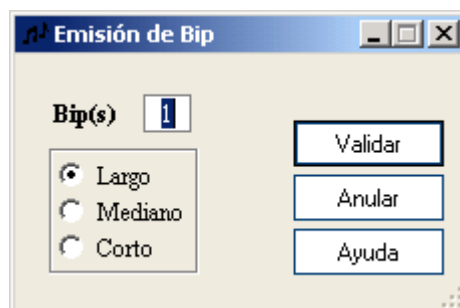 Emisión de Bip
Bip(s) 1
Largo
Mediano
Corto
Validar
Anular
Ayuda